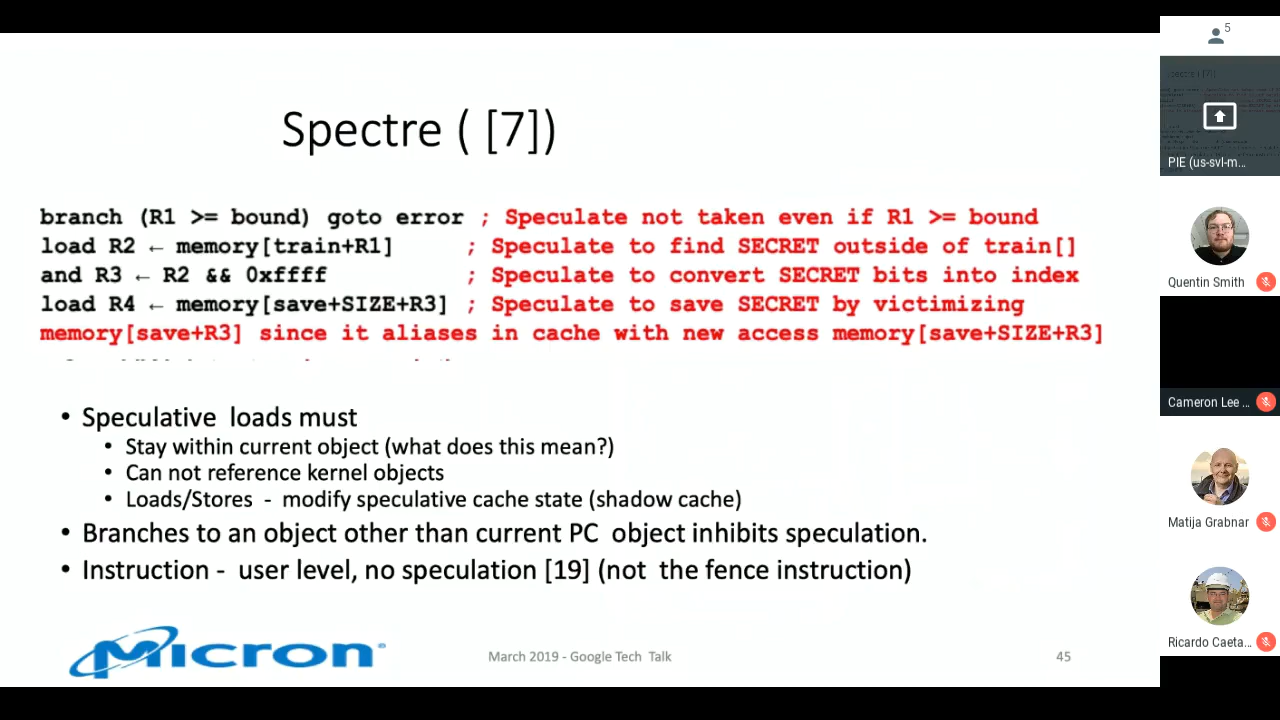 Spectre ( [7])
branch (R1 >= bound) goto error ; Speculate not taken even if R1 >= bound
load R2 ← memory[train+R1] ; Speculate to find SECRET outside of train[]
and R3 ← R2 && 0xffff ; Speculate to convert SECRET bits into index
load R4 ← memory[save+SIZE+R3] ; Speculate to save SECRET by victimizing
memory[save+R3] since it aliases in cache with new access memory[save+SIZE+R3]
• Speculative loads must
• Stay within current object (what does this mean?)
• Can not reference kernel objects
• Loads/Stores - modify speculative cache state (shadow cache)
• Branches to an object other than current PC object inhibits speculation.
• Instruction - user level, no speculation [19] (not the fence instruction)
Micron®
March 2019 - Google Tech Talk
45
5
PIE (us-svl-m...
Quentin Smith
Cameron Lee ...
Matija Grabnar
Ricardo Caeta...